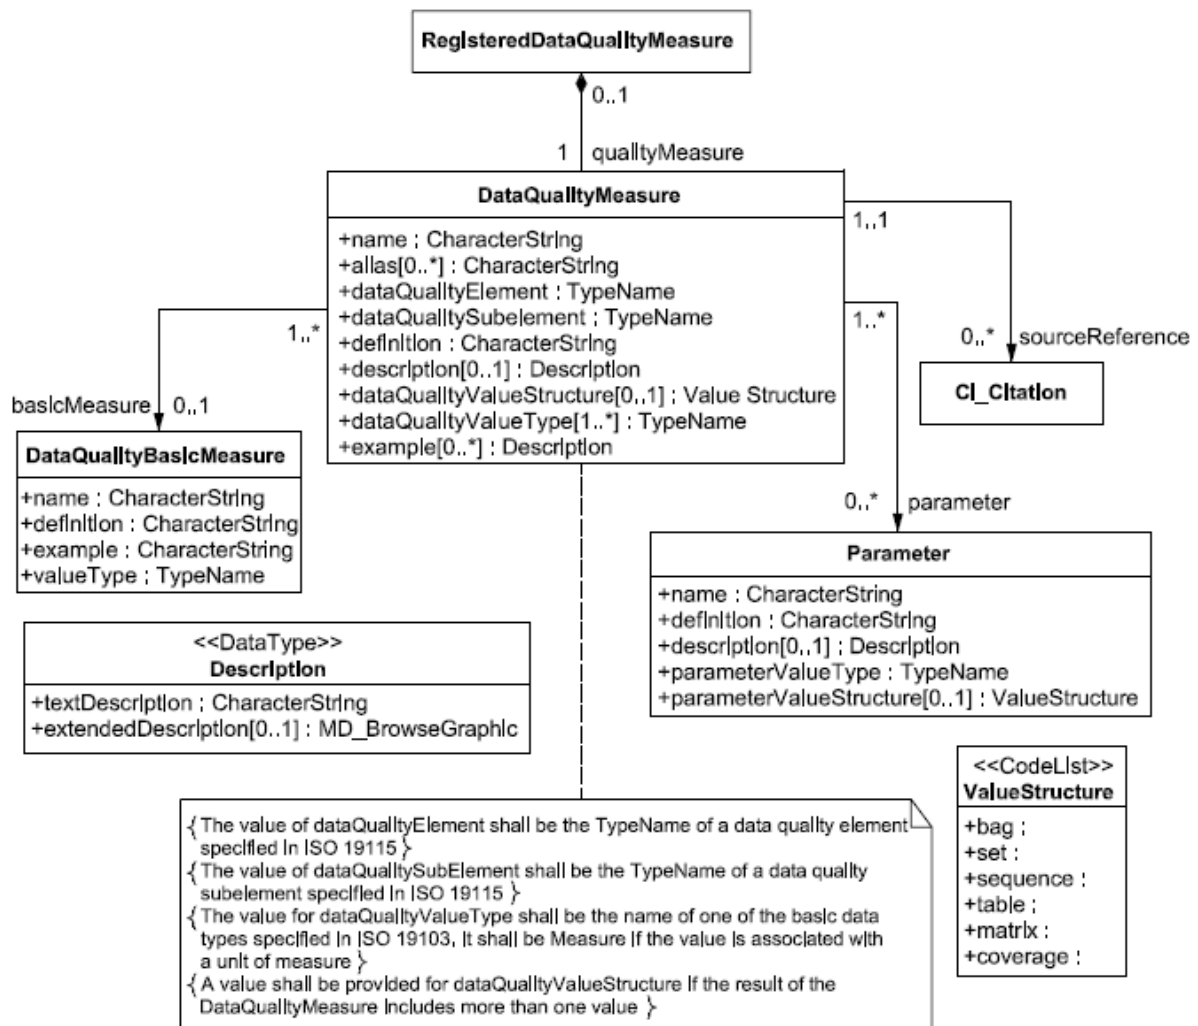 RegisteredDataQualityMeasure
0..1
1 qualityMeasure
DataQualityMeasure
+name : CharacterString
+alias[0..*] : CharacterString
+dataQualityElement : TypeName
+dataQualitySubelement : TypeName
+definition : CharacterString
+description[0..1] : Description
+dataQualityValueStructure[0..1] : Value Structure
+dataQualityValueType[1..*] : TypeName
+example[0..*] : Description
1..1
0..* sourceReference
CI_Citation
1..*
basicMeasure 0..1
DataQualityBasicMeasure
+name : CharacterString
+definition : CharacterString
+example : CharacterString
+valueType : TypeName
1..*
0..* parameter
Parameter
+name : CharacterString
+definition : CharacterString
+description[0..1] : Description
+parameterValueType : TypeName
+parameterValueStructure[0..1] : ValueStructure
<<DataType>>
Description
+textDescription : CharacterString
+extendedDescription[0..1] : MD_BrowseGraphic
<<CodeList>>
ValueStructure
+bag :
+set :
+sequence :
+table :
+matrix :
+coverage :
{ The value of dataQualityElement shall be the TypeName of a data quality element
specified in ISO 19115 }
{ The value of dataQualitySubElement shall be the TypeName of a data quality
subelement specified in ISO 19115 }
{ The value for dataQualityValueType shall be the name of one of the basic data
types specified in ISO 19103, it shall be Measure if the value is associated with
a unit of measure }
{ A value shall be provided for dataQualityValueStructure if the result of the
DataQualityMeasure includes more than one value }